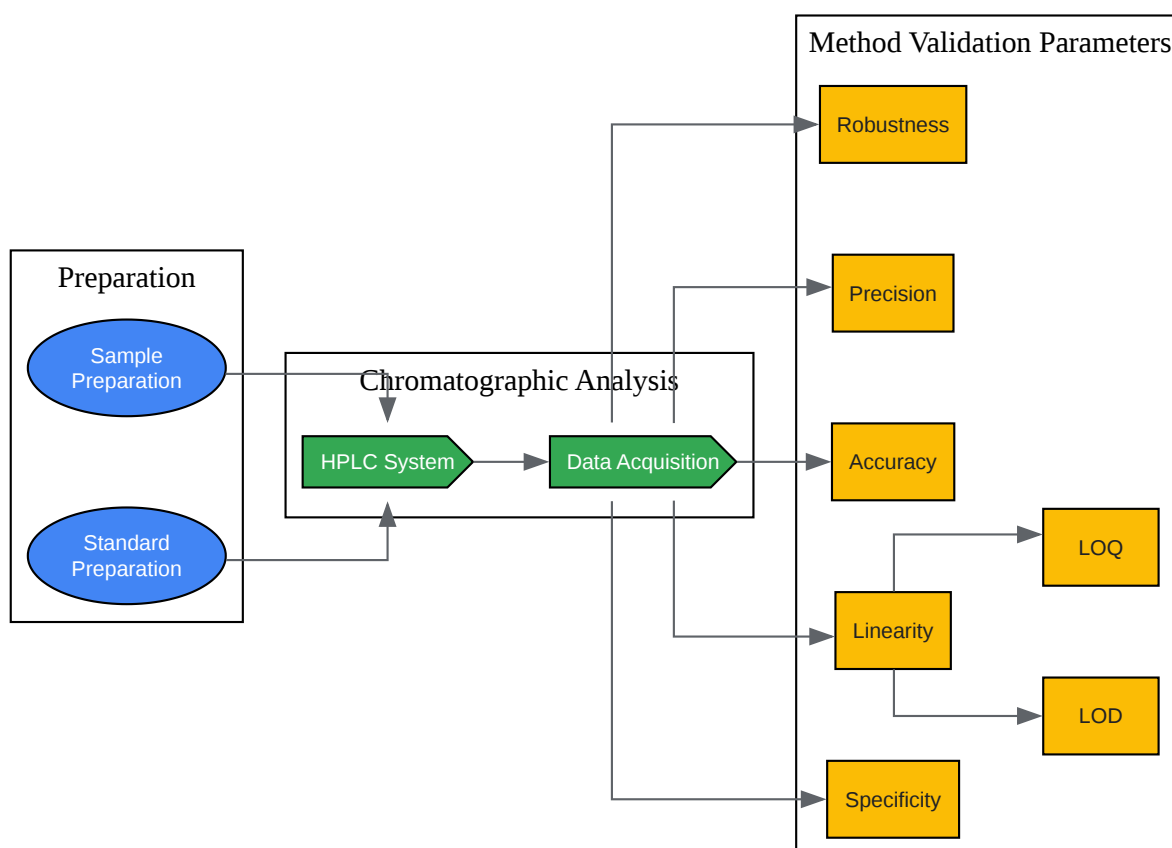 Method Validation Parameters
Robustness
Preparation
Precision
Sample
Preparation
Chromatographic Analysis
HPLC System
Data Acquisition
Accuracy
Standard
Preparation
LOQ
Linearity
LOD
Specificity